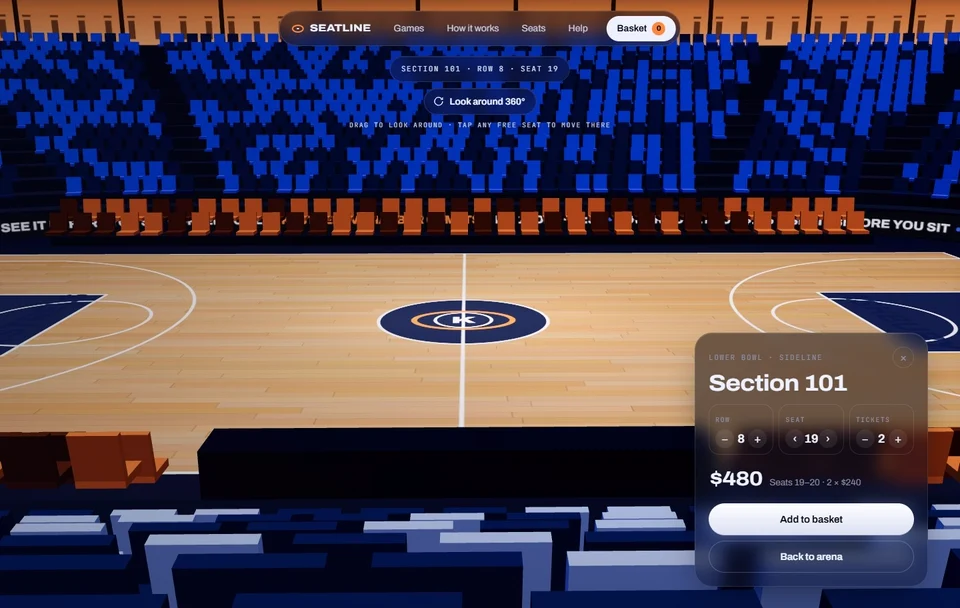 SEATLINE
Games
How it works
Seats
Help
Basket 0
SECTION 101 · ROW 8 · SEAT 19
Look around 360°
DRAG TO LOOK AROUND · TAP ANY FREE SEAT TO MOVE THERE
SEE IT
ORE YOU SIT
K
LOWER BOWL · SIDELINE
×
Section 101
ROW
− 8 +
SEAT
‹ 19 ›
TICKETS
− 2 +
$480 Seats 19–20 · 2 × $240
Add to basket
Back to arena